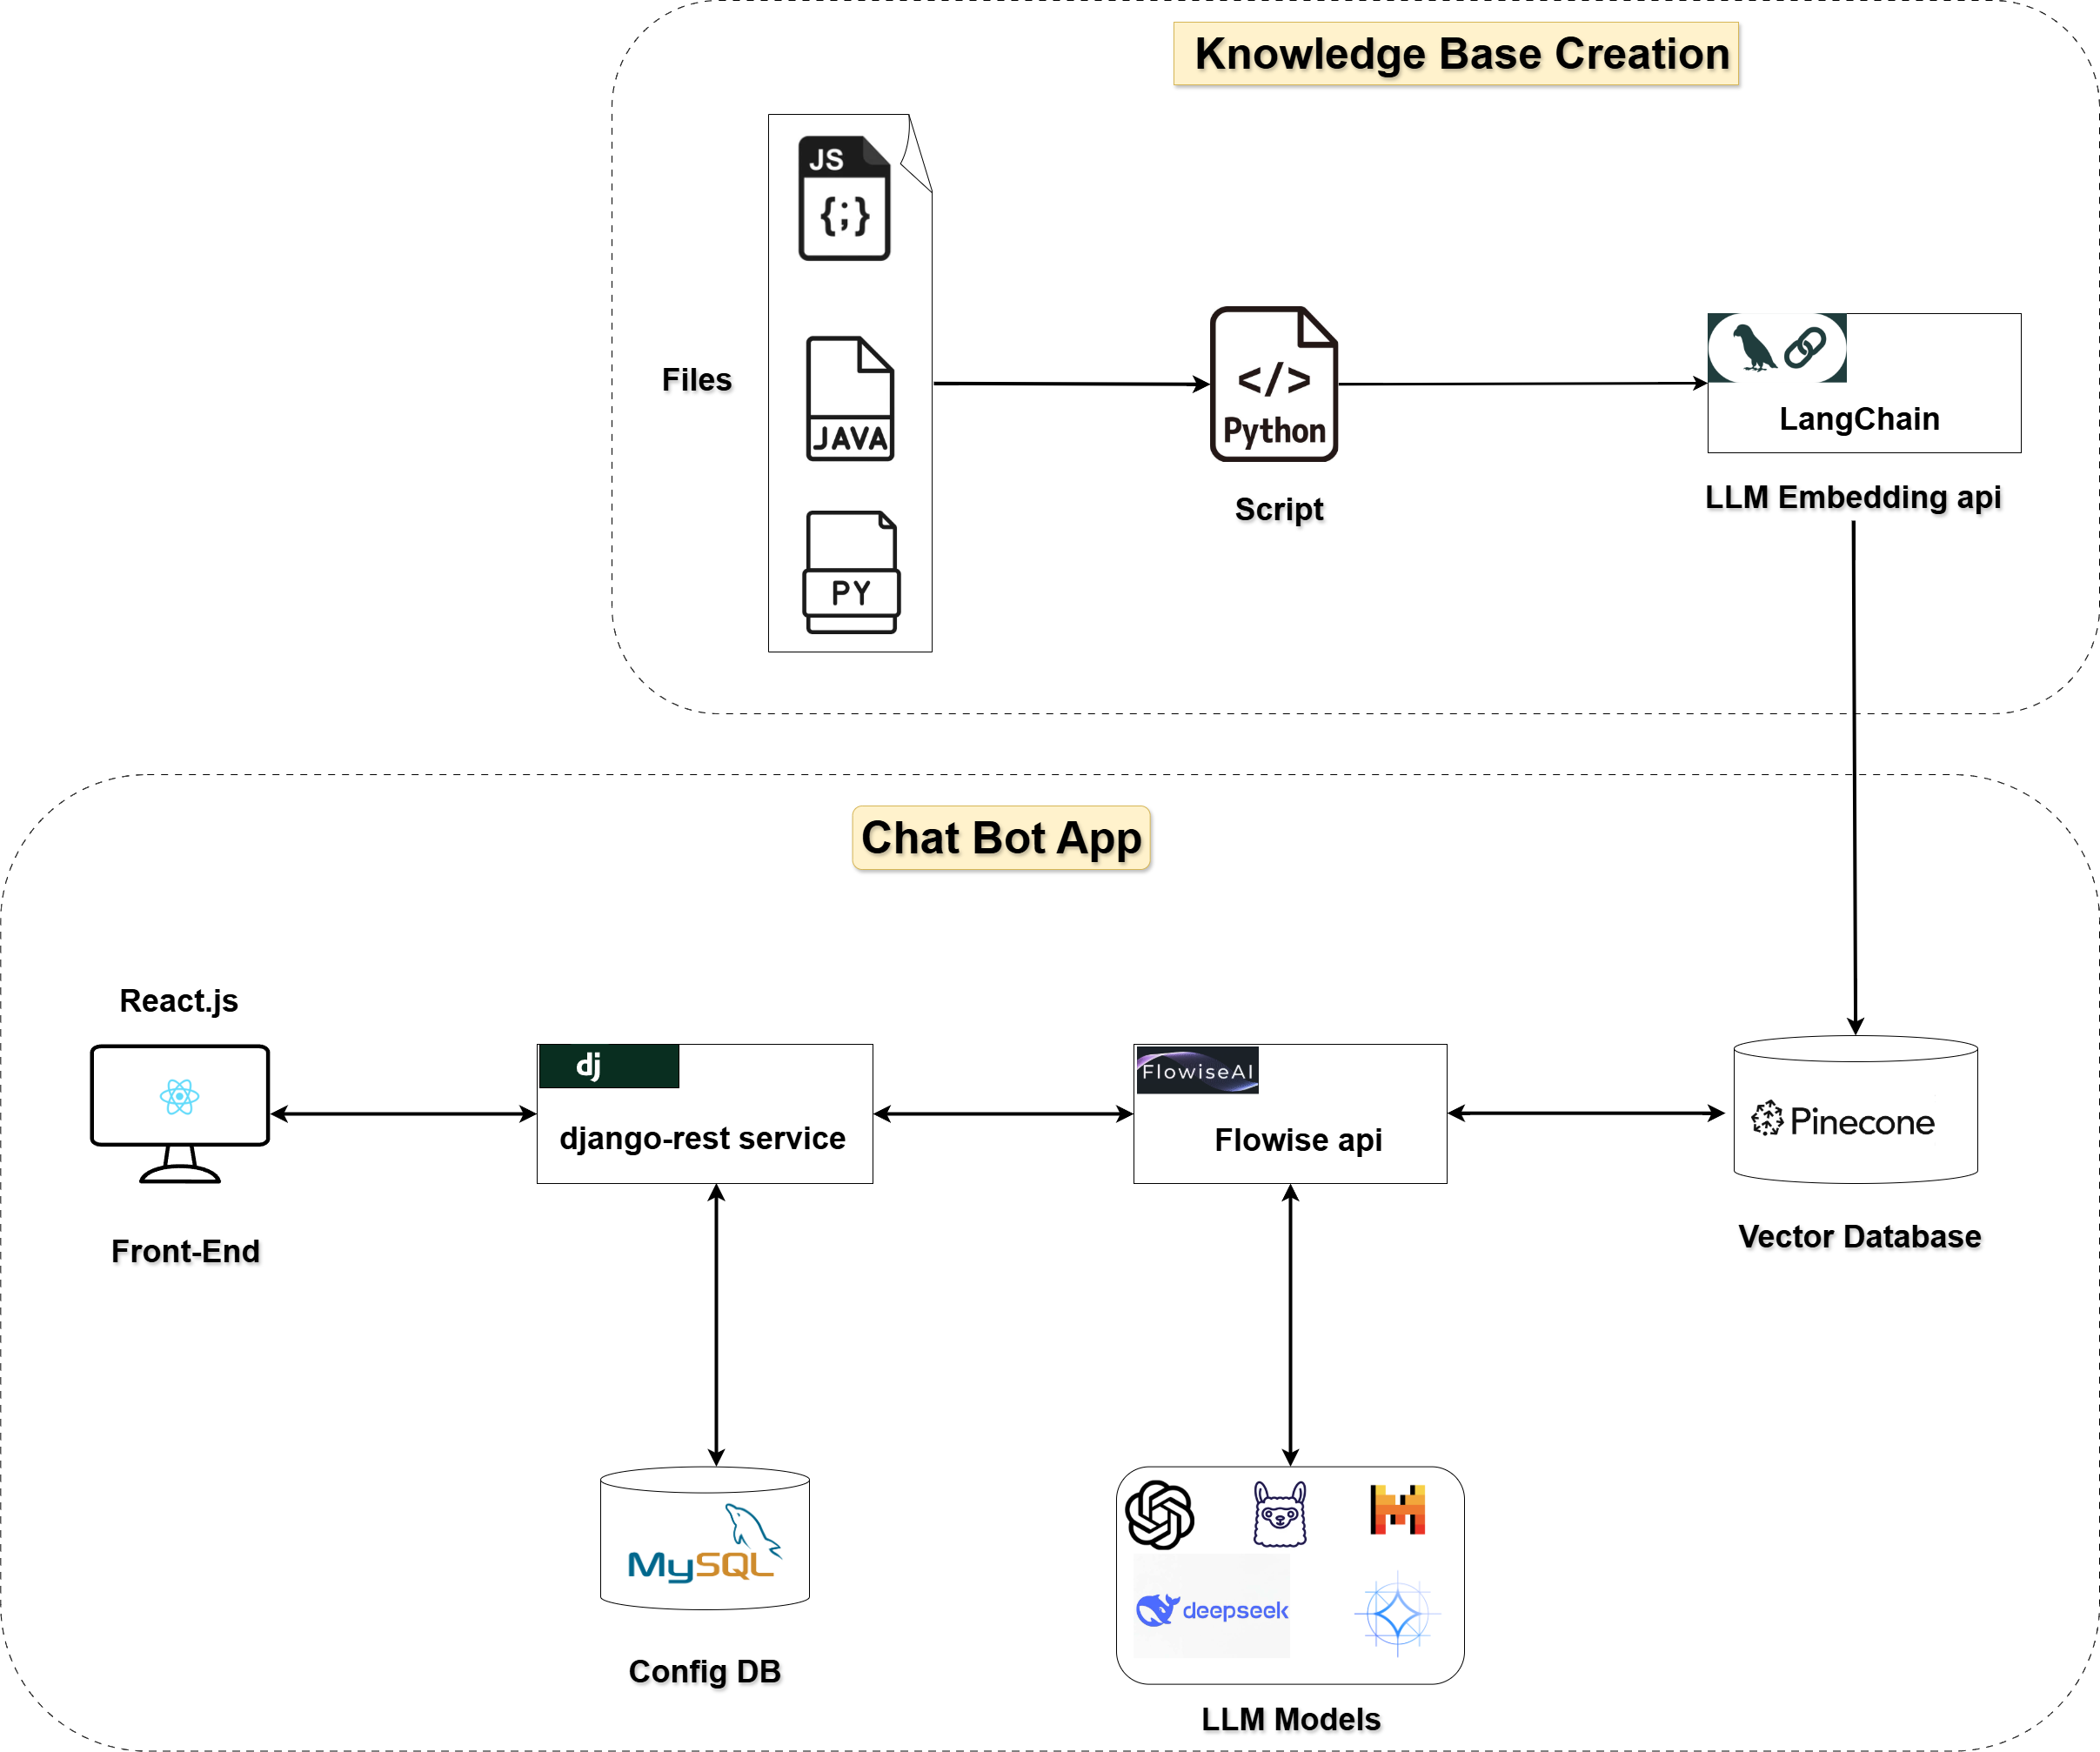 Knowledge Base Creation
JS
{;}
Files
JAVA
PY
</>
Python
Script
LangChain
LLM Embedding api
Chat Bot App
React.js
Front-End
dj
django-rest service
FlowiseAI
Flowise api
Pinecone
Vector Database
MySQL
Config DB
deepseek
LLM Models